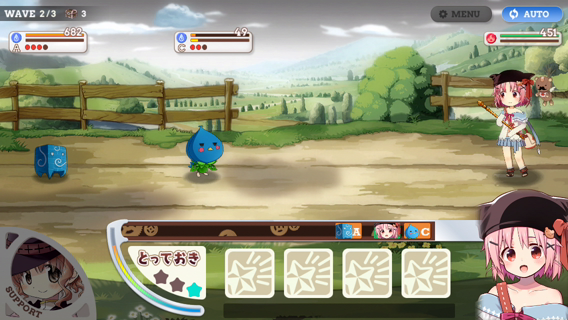 WAVE 2/3 3
MENU
AUTO
682
A
49
C
451
A C
とっておき
SUPPORT